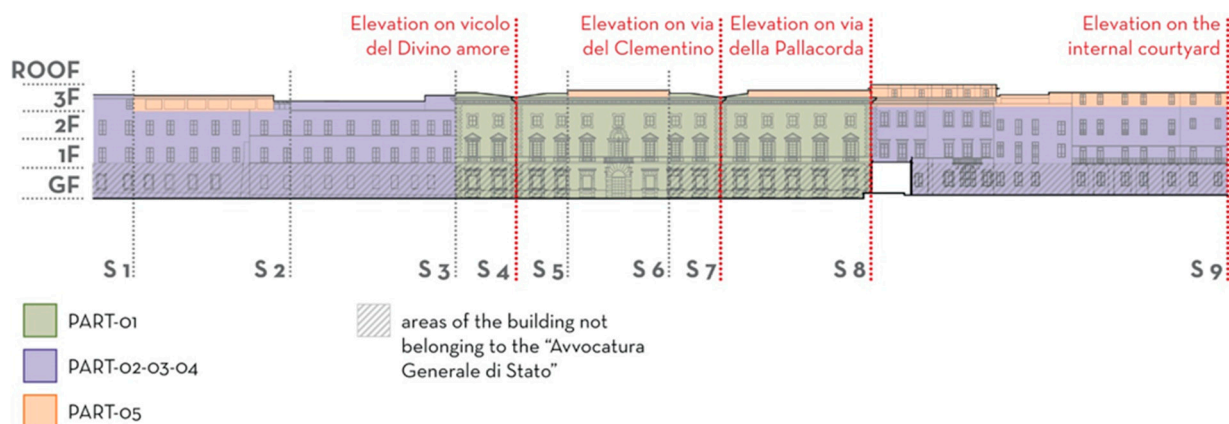 Elevation on vicolo
del Divino amore
Elevation on via
del Clementino
Elevation on via
della Pallacorda
Elevation on the
internal courtyard
ROOF
3F
2F
1F
GF
S 1 S 2 S 3 S 4 S 5 S 6 S 7 S 8 S 9
PART-01
PART-02-03-04
PART-05
areas of the building not
belonging to the “Avvocatura
Generale di Stato”